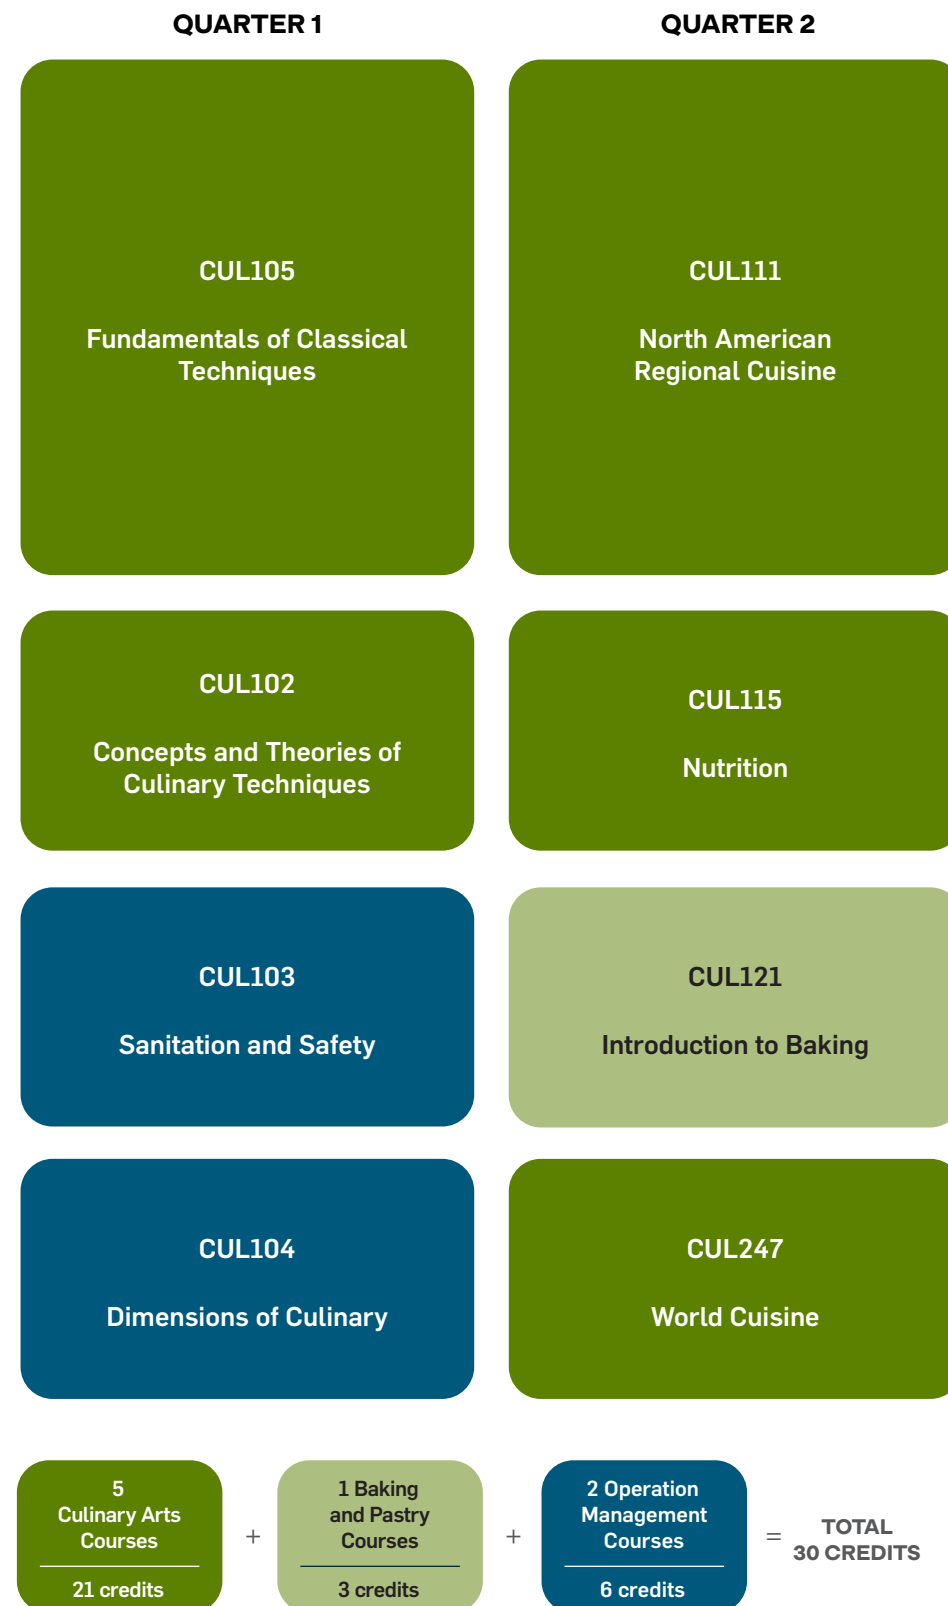 QUARTER 1
CUL105
Fundamentals of Classical
Techniques
CUL102
Concepts and Theories of
Culinary Techniques
CUL103
Sanitation and Safety
CUL104
Dimensions of Culinary
QUARTER 2
CUL111
North American
Regional Cuisine
CUL115
Nutrition
CUL121
Introduction to Baking
CUL247
World Cuisine
5
Culinary Arts
Courses
21 credits
+
1 Baking
and Pastry
Courses
3 credits
+
2 Operation
Management
Courses
6 credits
=
TOTAL
30 CREDITS